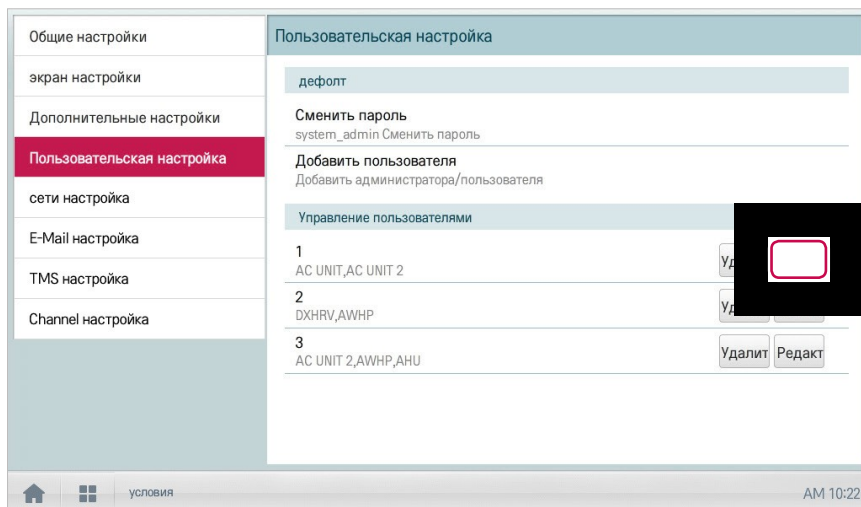 Общие настройки
экран настройки
Дополнительные настройки
Пользовательская настройка
сети настройка
E-Mail настройка
TMS настройка
Channel настройка
Пользовательская настройка
дефолт
Сменить пароль
system_admin Сменить пароль
Добавить пользователя
Добавить администратора/пользователя
Управление пользователями
1
AC UNIT,AC UNIT 2
2
DXHRV,AWHP
3
AC UNIT 2,AWHP,AHU
Удалит Редакт
условия
AM 10:22